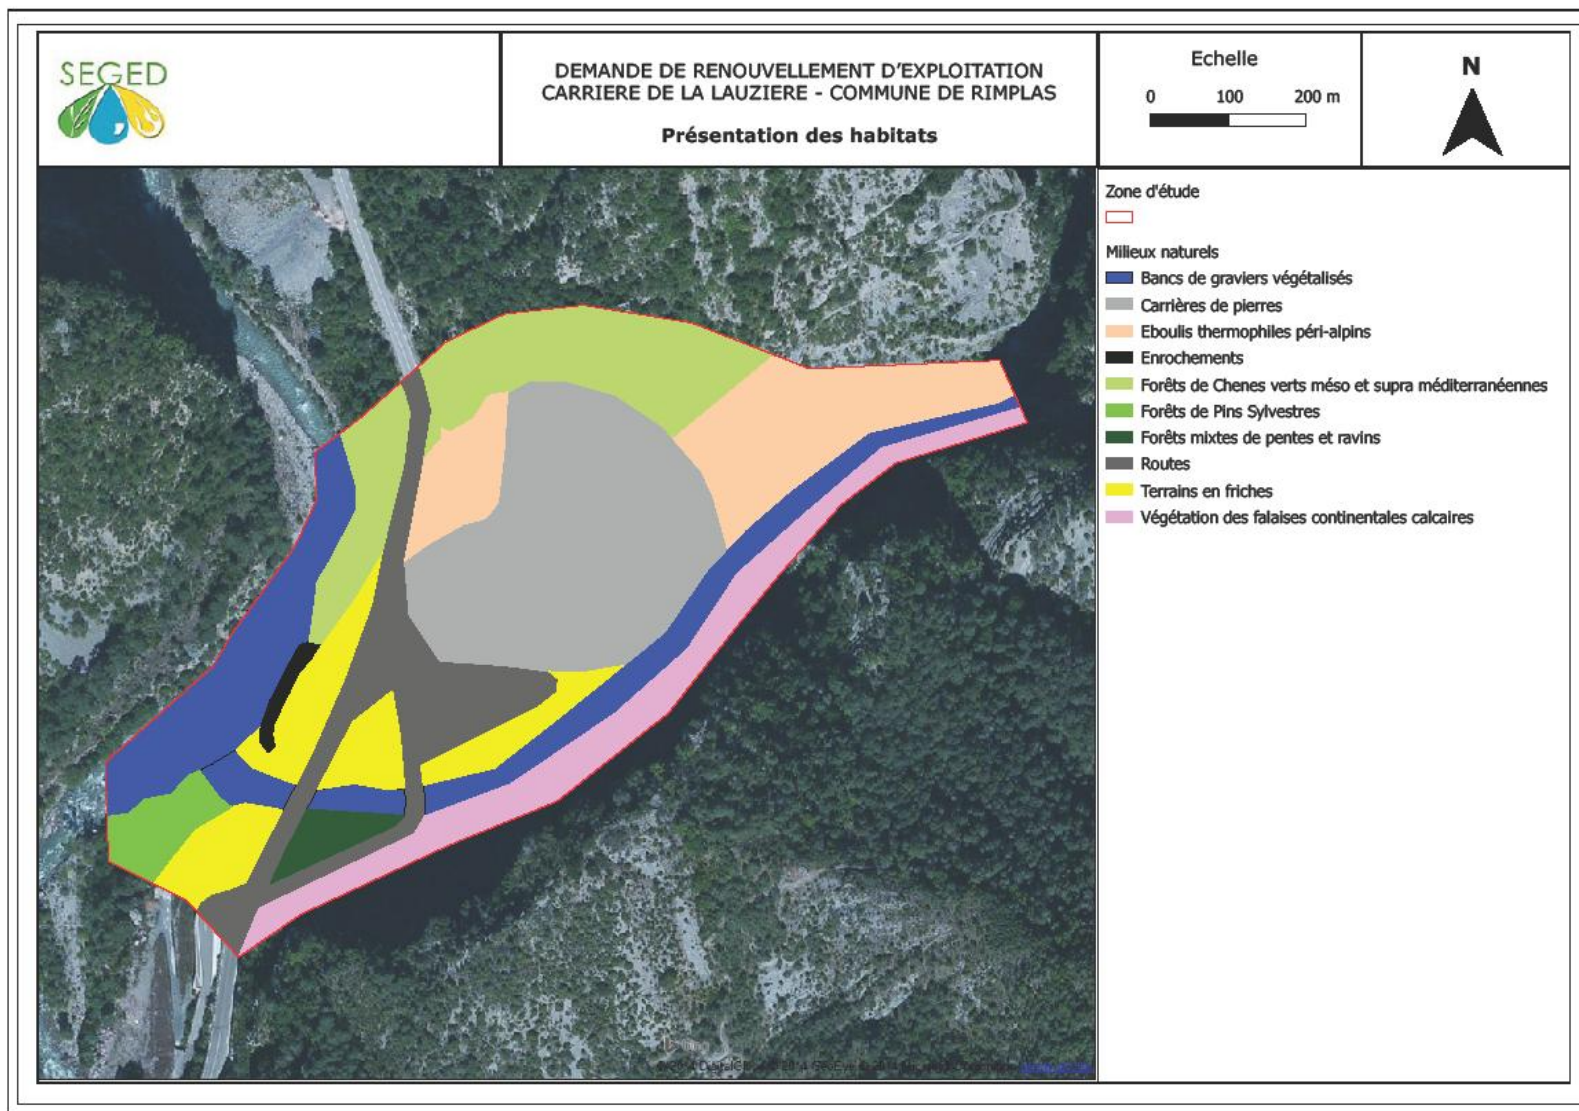 SEGED
DEMANDE DE RENOUVELLEMENT D'EXPLOITATION
CARRIERE DE LA LAUZIERE - COMMUNE DE RIMPLAS
Présentation des habitats
Echelle
0 100 200 m
N
Zone d'étude
Milieux naturels
Bancs de graviers végétalisés
Carrières de pierres
Eboulis thermophiles péri-alpins
Enrochements
Forêts de Chenes verts méso et supra méditerranéennes
Forêts de Pins Sylvestres
Forêts mixtes de pentes et ravins
Routes
Terrains en friches
Végétation des falaises continentales calcaires